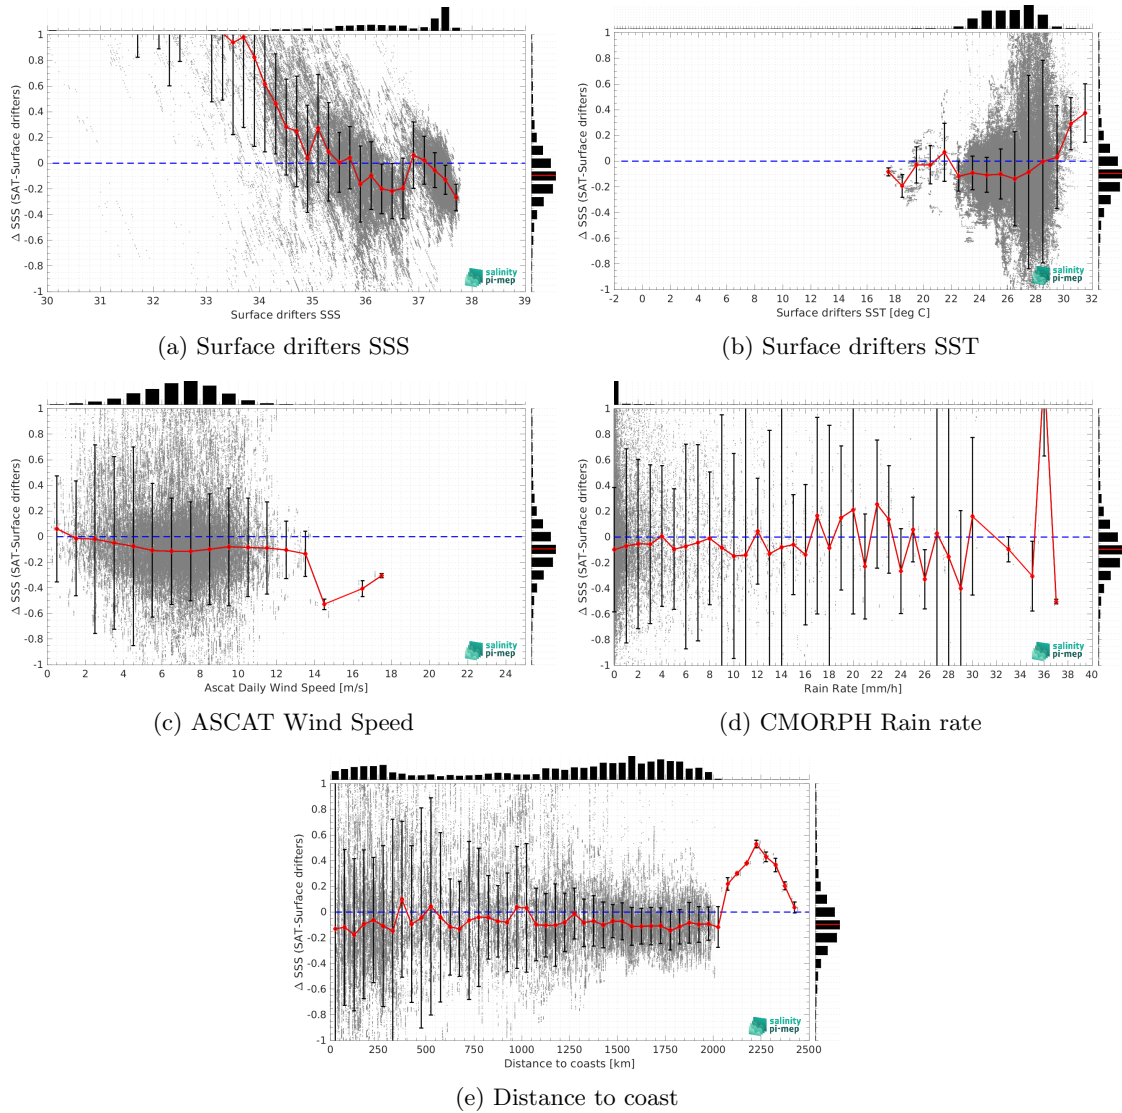 Δ SSS (SAT-Surface drifters)
1
0.8
0.6
0.4
0.2
0
-0.2
-0.4
-0.6
-0.8
-1
salinity
pi-mep
30 31 32 33 34 35 36 37 38 39
Surface drifters SSS
(a) Surface drifters SSS
Δ SSS (SAT-Surface drifters)
1
0.8
0.6
0.4
0.2
0
-0.2
-0.4
-0.6
-0.8
-1
salinity
pi-mep
-2 0 2 4 6 8 10 12 14 16 18 20 22 24 26 28 30 32
Surface drifters SST [deg C]
(b) Surface drifters SST
Δ SSS (SAT-Surface drifters)
1
0.8
0.6
0.4
0.2
0
-0.2
-0.4
-0.6
-0.8
-1
salinity
pi-mep
0 2 4 6 8 10 12 14 16 18 20 22 24
Ascat Daily Wind Speed [m/s]
(c) ASCAT Wind Speed
Δ SSS (SAT-Surface drifters)
1
0.8
0.6
0.4
0.2
0
-0.2
-0.4
-0.6
-0.8
-1
salinity
pi-mep
0 2 4 6 8 10 12 14 16 18 20 22 24 26 28 30 32 34 36 38 40
Rain Rate [mm/h]
(d) CMORPH Rain rate
Δ SSS (SAT-Surface drifters)
1
0.8
0.6
0.4
0.2
0
-0.2
-0.4
-0.6
-0.8
-1
salinity
pi-mep
0 250 500 750 1000 1250 1500 1750 2000 2250 2500
Distance to coasts [km]
(e) Distance to coast